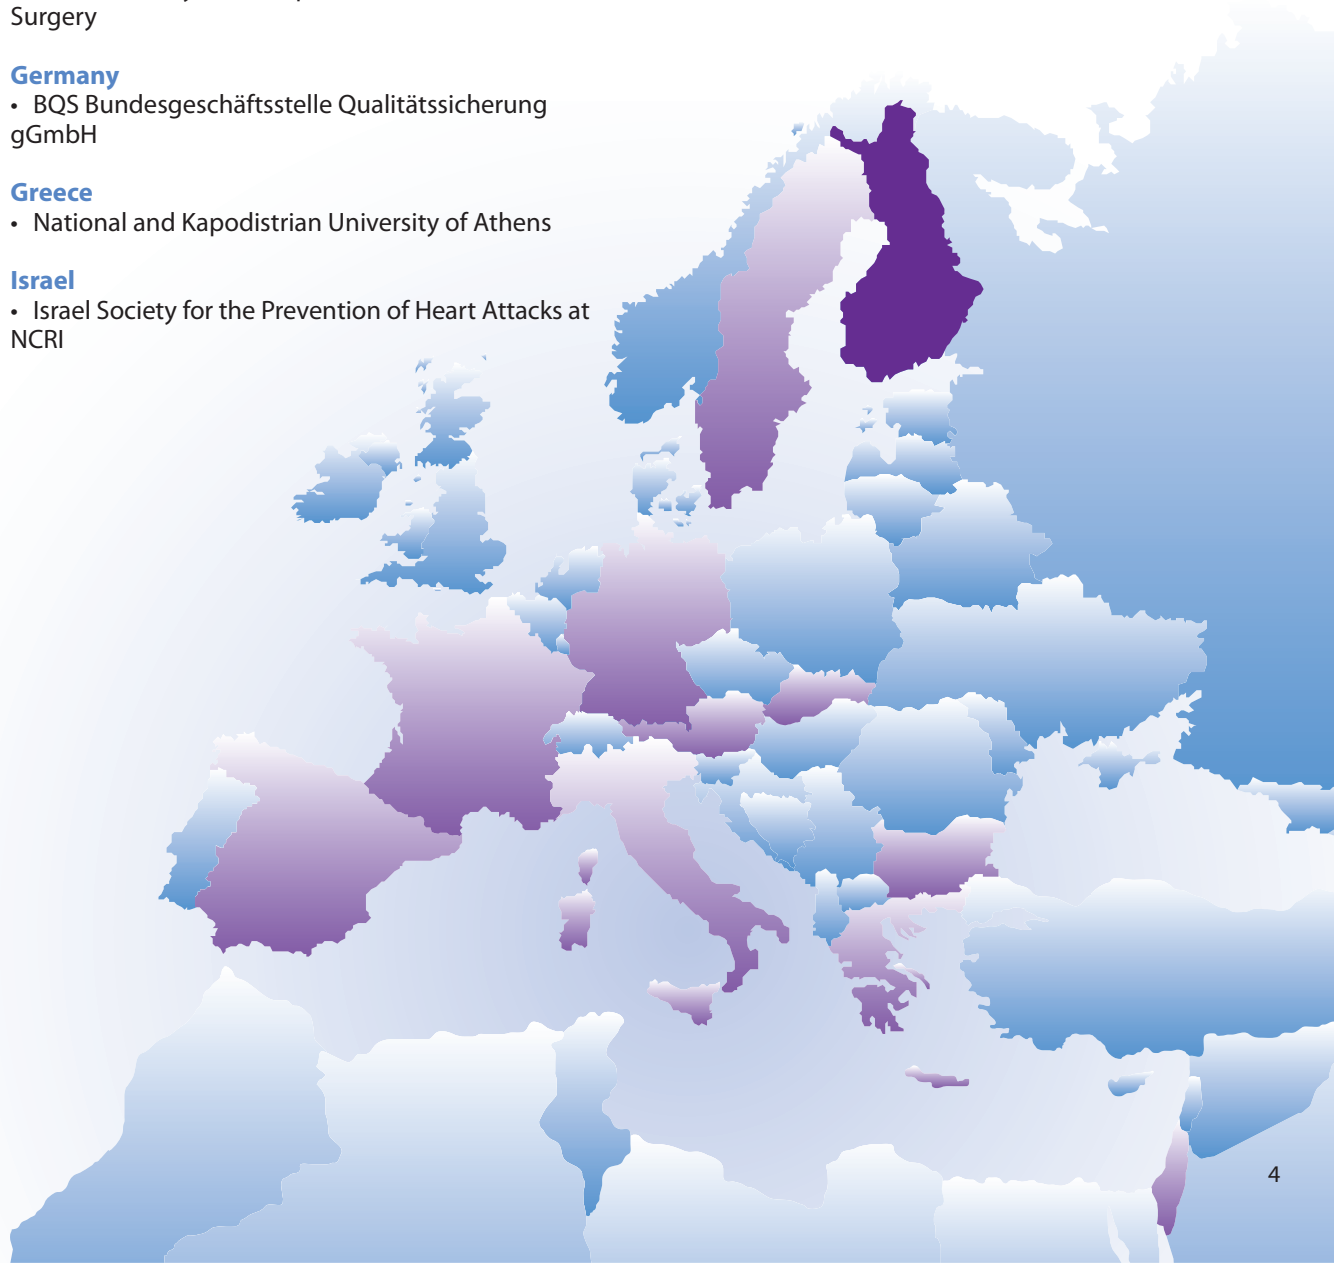 Surgery
Germany
• BQS Bundesgeschäftsstelle Qualitätssicherung
gGmbH
Greece
• National and Kapodistrian University of Athens
Israel
• Israel Society for the Prevention of Heart Attacks at
NCRI
4